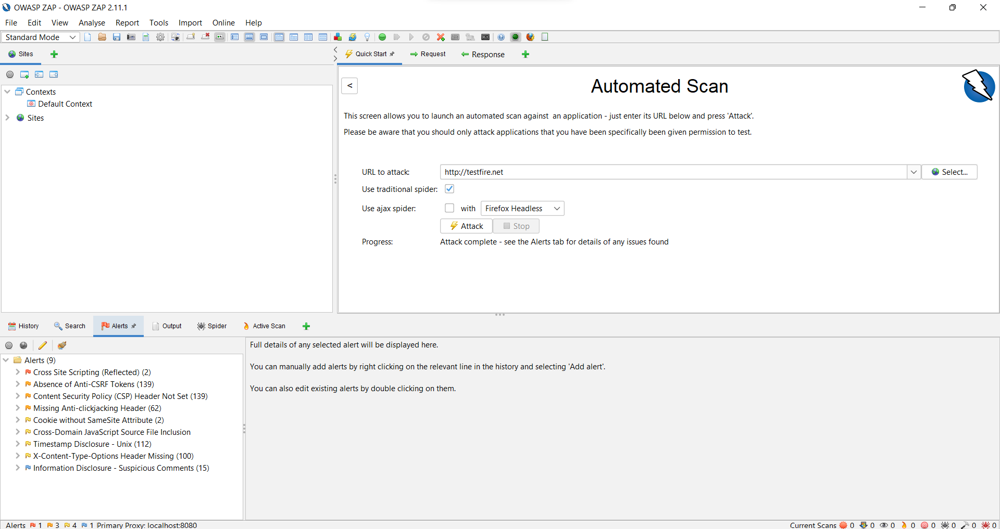 OWASP ZAP - OWASP ZAP 2.11.1
File Edit View Analyse Report Tools Import Online Help
Standard Mode
Sites
Quick Start Request Response
<
Automated Scan
Contexts
Default Context
Sites
This screen allows you to launch an automated scan against  an application - just enter its URL below and press 'Attack'.
Please be aware that you should only attack applications that you have been specifically been given permission to test.
URL to attack: http://testfire.net Select...
Use traditional spider:
Use ajax spider: with Firefox Headless
Attack Stop
Progress: Attack complete - see the Alerts tab for details of any issues found
History Search Alerts Output Spider Active Scan
Alerts (9)
Cross Site Scripting (Reflected) (2)
Absence of Anti-CSRF Tokens (139)
Content Security Policy (CSP) Header Not Set (139)
Missing Anti-clickjacking Header (62)
Cookie without SameSite Attribute (2)
Cross-Domain JavaScript Source File Inclusion
Timestamp Disclosure - Unix (112)
X-Content-Type-Options Header Missing (100)
Information Disclosure - Suspicious Comments (15)
Full details of any selected alert will be displayed here.
You can manually add alerts by right clicking on the relevant line in the history and selecting 'Add alert'.
You can also edit existing alerts by double clicking on them.
Alerts 1 3 4 1 Primary Proxy: localhost:8080
Current Scans 0 0 0 0 0 0 0 0